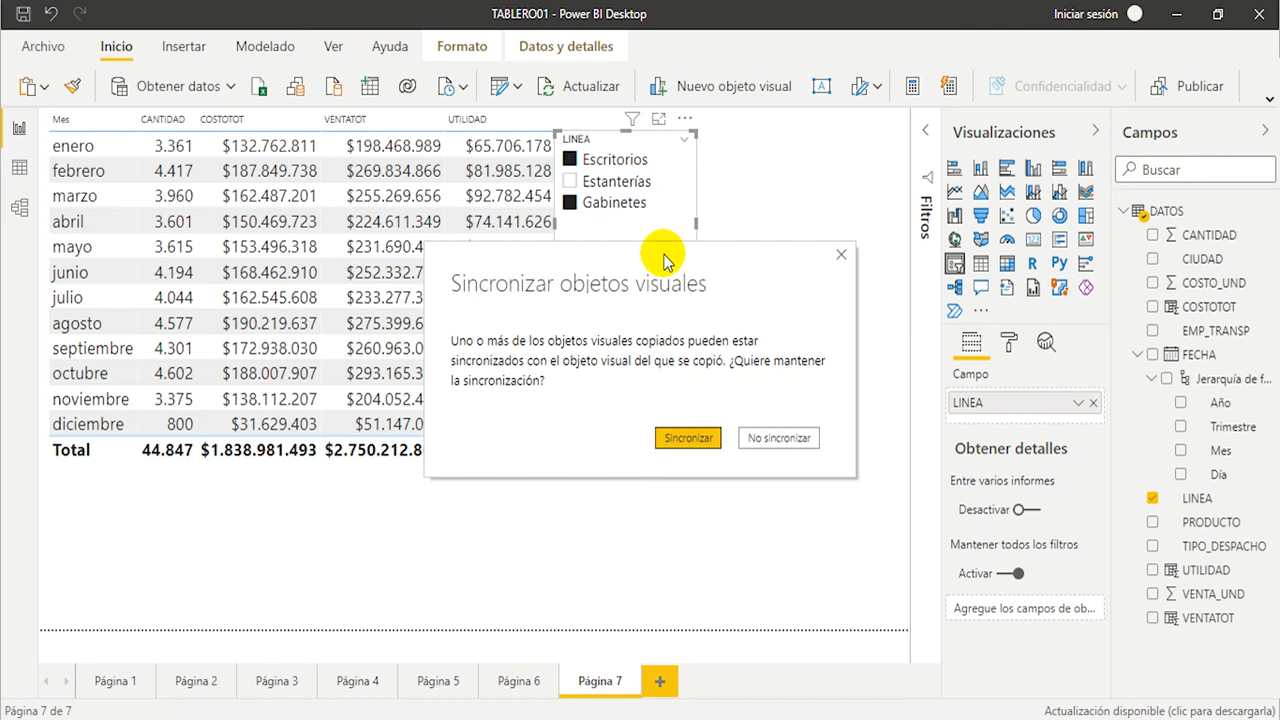 TABLERO01 - Power BI Desktop
Iniciar sesión
Archivo Inicio Insertar Modelado Ver Ayuda Formato Datos y detalles
Obtener datos Actualizar Nuevo objeto visual Confidencialidad Publicar
Mes CANTIDAD COSTOTOT VENTATOT UTILIDAD
enero 3.361 $132.762.811 $198.468.989 $65.706.178
febrero 4.417 $187.849.738 $269.834.866 $81.985.128
marzo 3.960 $162.487.201 $255.269.656 $92.782.454
abril 3.601 $150.469.723 $224.611.349 $74.141.626
mayo 3.615 $153.496.318 $231.690.4
junio 4.194 $168.462.910 $252.332.7
julio 4.044 $162.545.608 $233.277.3
agosto 4.577 $190.219.637 $275.399.6
septiembre 4.301 $172.938.030 $260.963.0
octubre 4.602 $188.007.907 $293.165.3
noviembre 3.375 $138.112.207 $204.052.4
diciembre 800 $31.629.403 $51.147.0
Total 44.847 $1.838.981.493 $2.750.212.8
LINEA
Escritorios
Estanterías
Gabinetes
Sincronizar objetos visuales
Uno o más de los objetos visuales copiados pueden estar
sincronizados con el objeto visual del que se copió. ¿Quiere mantener
la sincronización?
Sincronizar No sincronizar
Filtros
Visualizaciones
R Py
Campo
LINEA
Obtener detalles
Entre varios informes
Desactivar
Mantener todos los filtros
Activar
Agregue los campos de ob...
Campos
Buscar
DATOS
CANTIDAD
CIUDAD
COSTO_UND
COSTOTOT
EMP_TRANSP
FECHA
Jerarquía de f...
Año
Trimestre
Mes
Día
LINEA
PRODUCTO
TIPO_DESPACHO
UTILIDAD
VENTA_UND
VENTATOT
Página 1 Página 2 Página 3 Página 4 Página 5 Página 6 Página 7
Página 7 de 7
Actualización disponible (clic para descargarla)